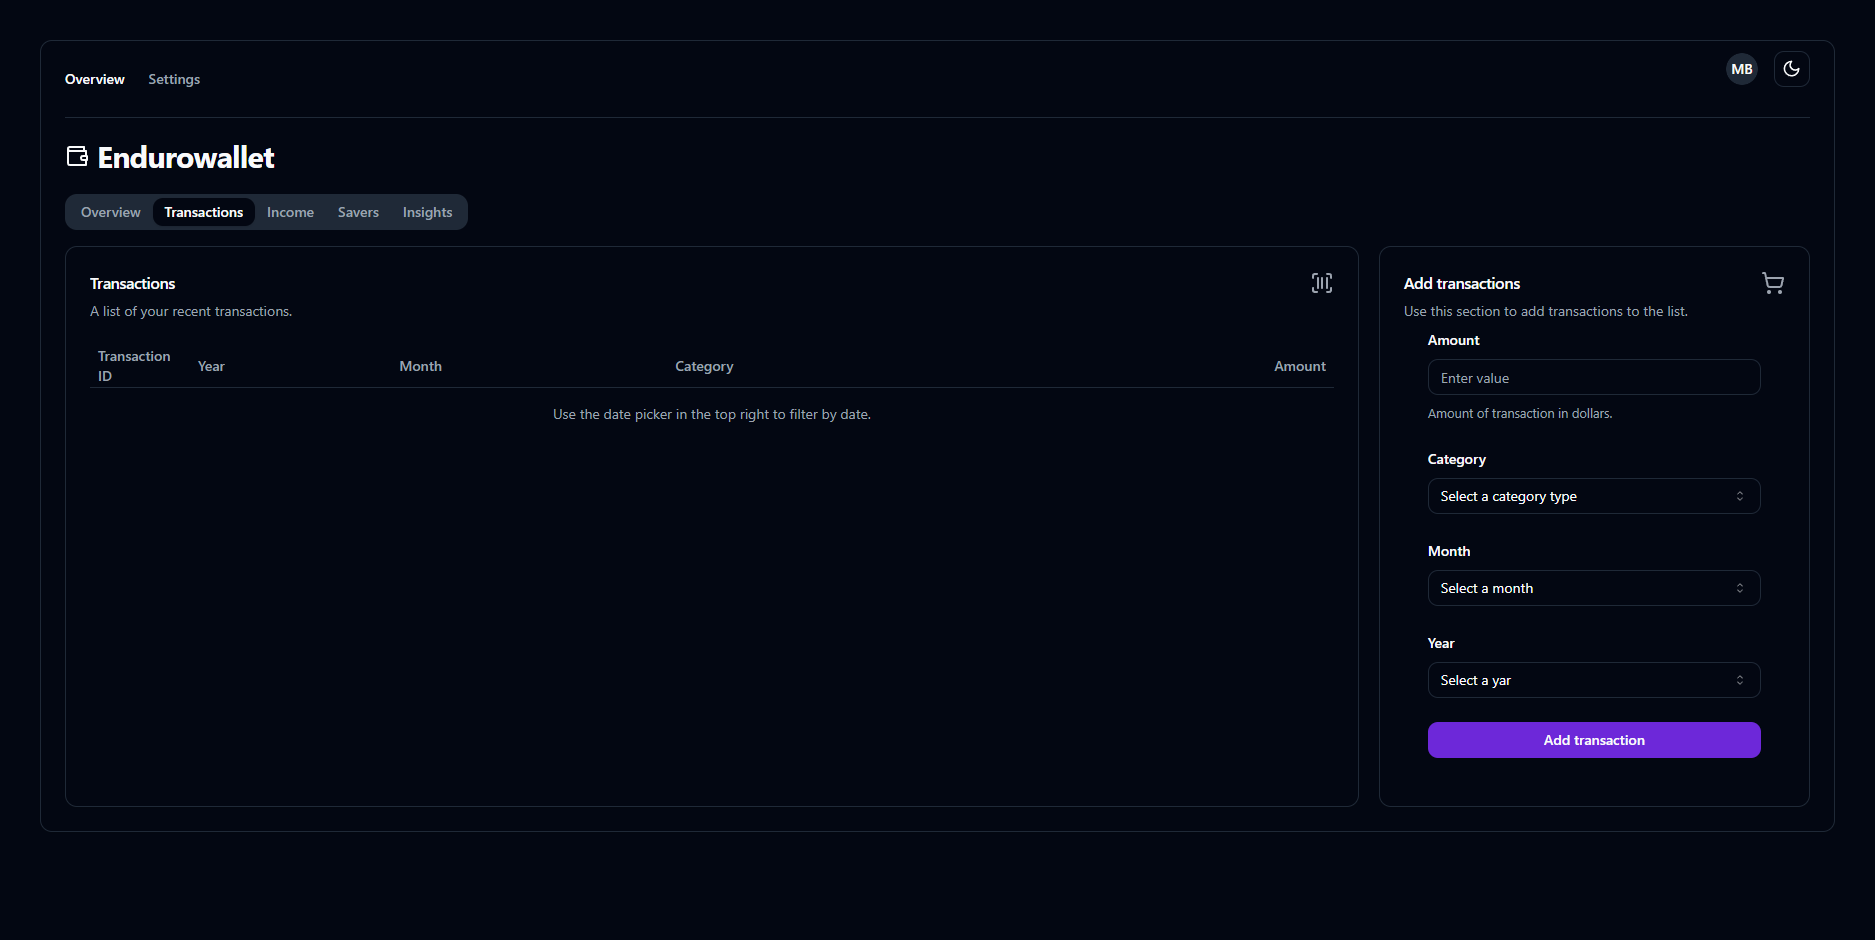 Overview Settings MB
Endurowallet
Overview Transactions Income Savers Insights
Transactions
A list of your recent transactions.
Transaction ID Year Month Category Amount
Use the date picker in the top right to filter by date.
Add transactions
Use this section to add transactions to the list.
Amount
Enter value
Amount of transaction in dollars.
Category
Select a category type
Month
Select a month
Year
Select a yar
Add transaction